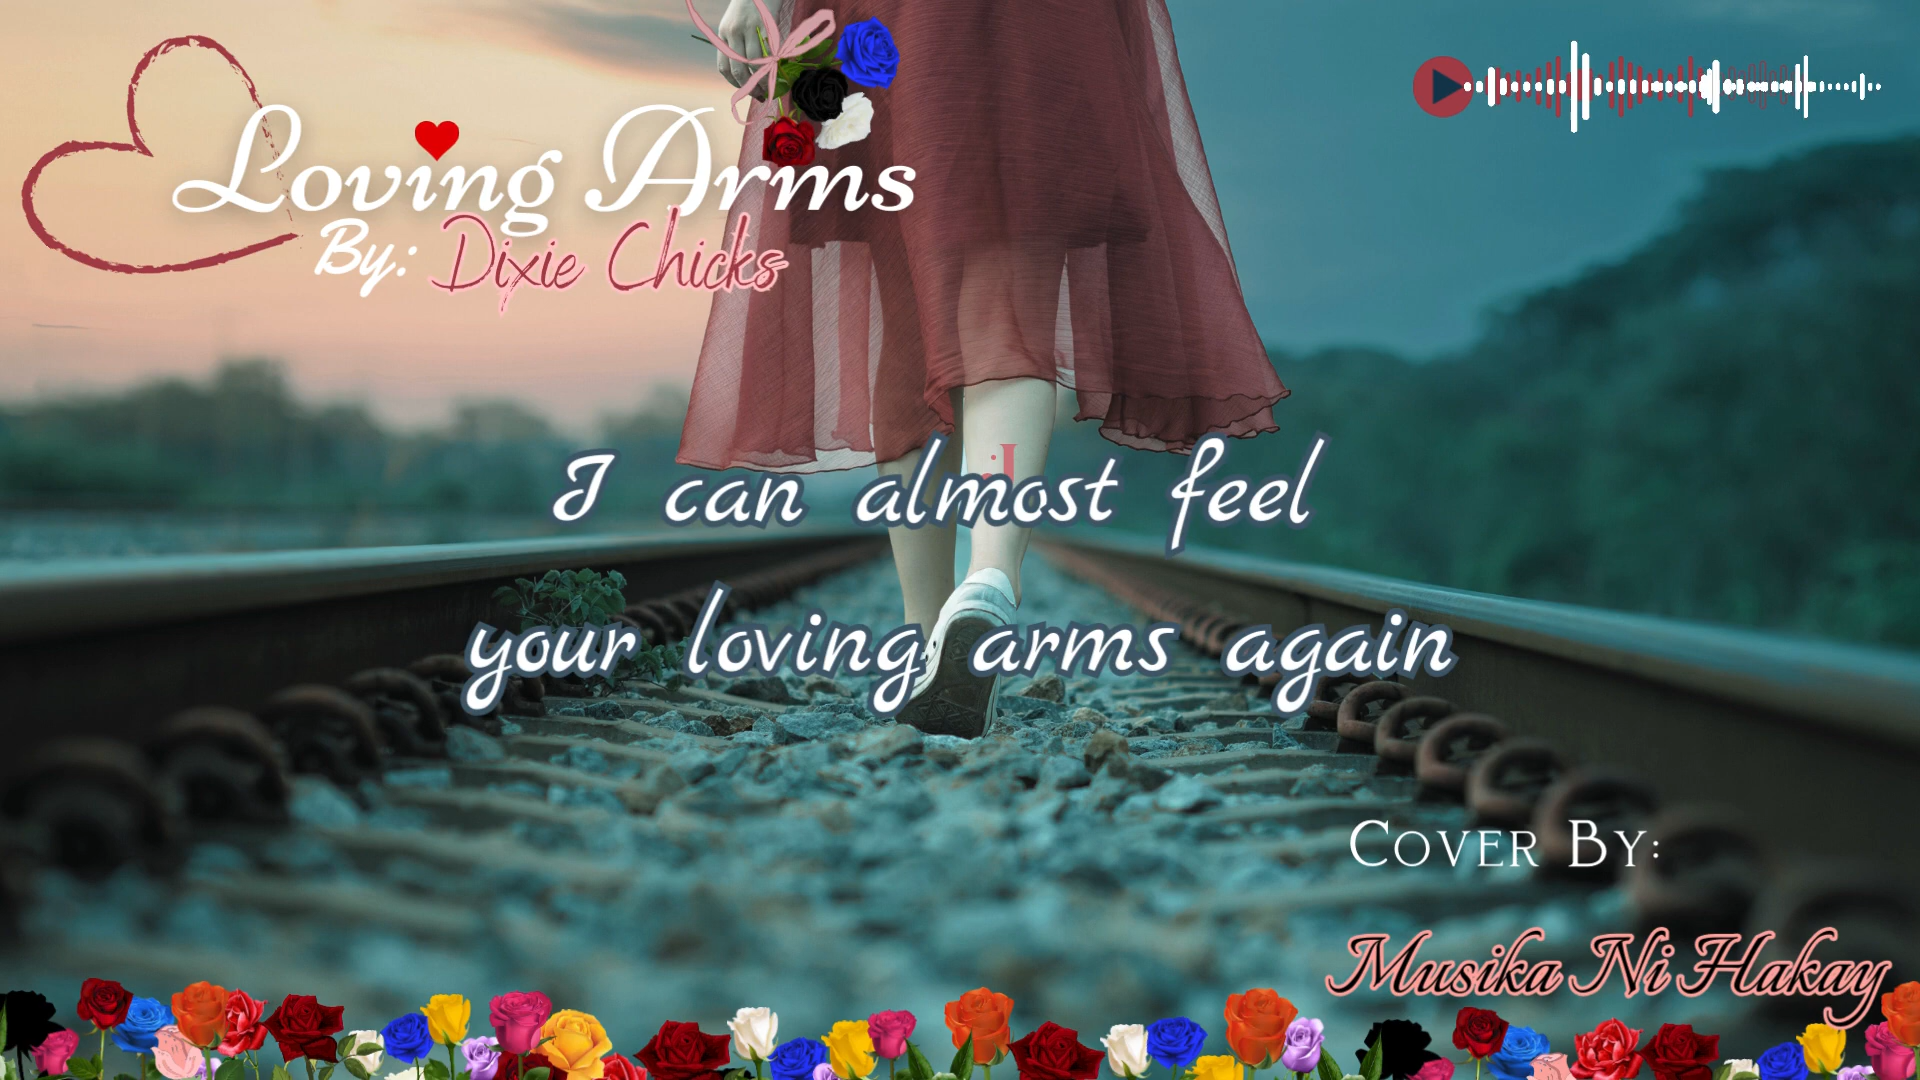 Loving Arms
By: Dixie Chicks
I can almost feel
your loving arms again
Cover By:
Musika Ni Hakay